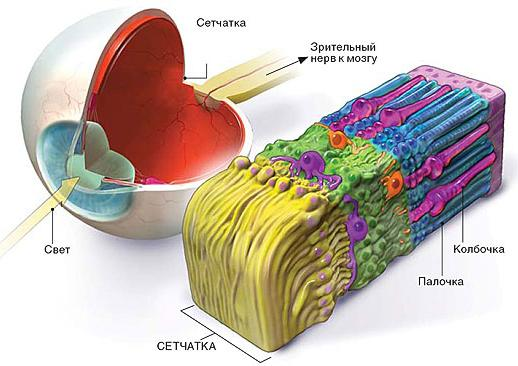 Сетчатка
Зрительный
нерв к мозгу
Свет
Колбочка
Палочка
СЕТЧАТКА